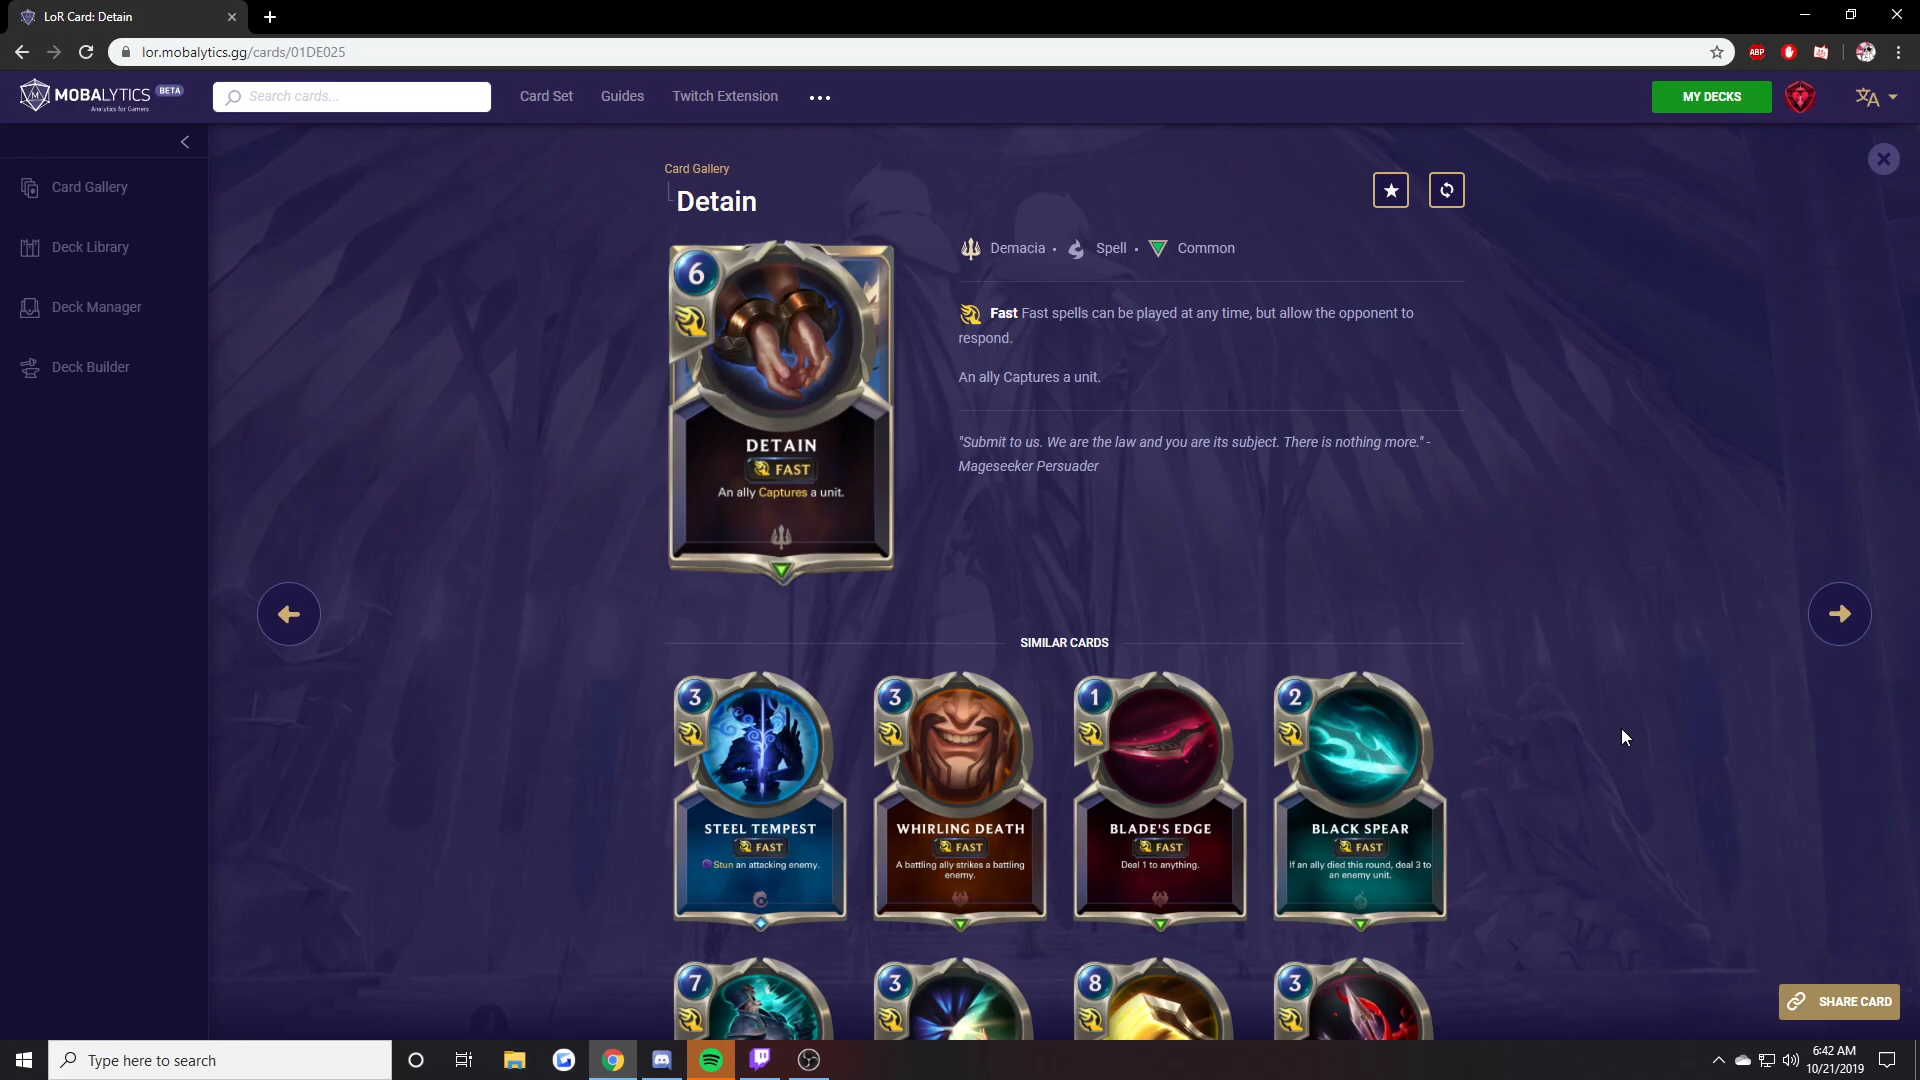 LoR Card: Detain
lor.mobalytics.gg/cards/01DE025
ABP
MOBALYTICS BETA
Analytics for Gamers
Search cards...
Card Set
Guides
Twitch Extension
MY DECKS
Card Gallery
Deck Library
Deck Manager
Deck Builder
Card Gallery
Detain
6
DETAIN
FAST
An ally Captures a unit.
Demacia • Spell • Common
Fast Fast spells can be played at any time, but allow the opponent to
respond.
An ally Captures a unit.
"Submit to us. We are the law and you are its subject. There is nothing more." -
Mageseeker Persuader
SIMILAR CARDS
3
STEEL TEMPEST
FAST
Stun an attacking enemy.
3
WHIRLING DEATH
FAST
A battling ally strikes a battling
enemy.
1
BLADE'S EDGE
FAST
Deal 1 to anything.
2
BLACK SPEAR
FAST
If an ally died this round, deal 3 to
an enemy unit.
7
3
8
3
SHARE CARD
Type here to search
6:42 AM
10/21/2019